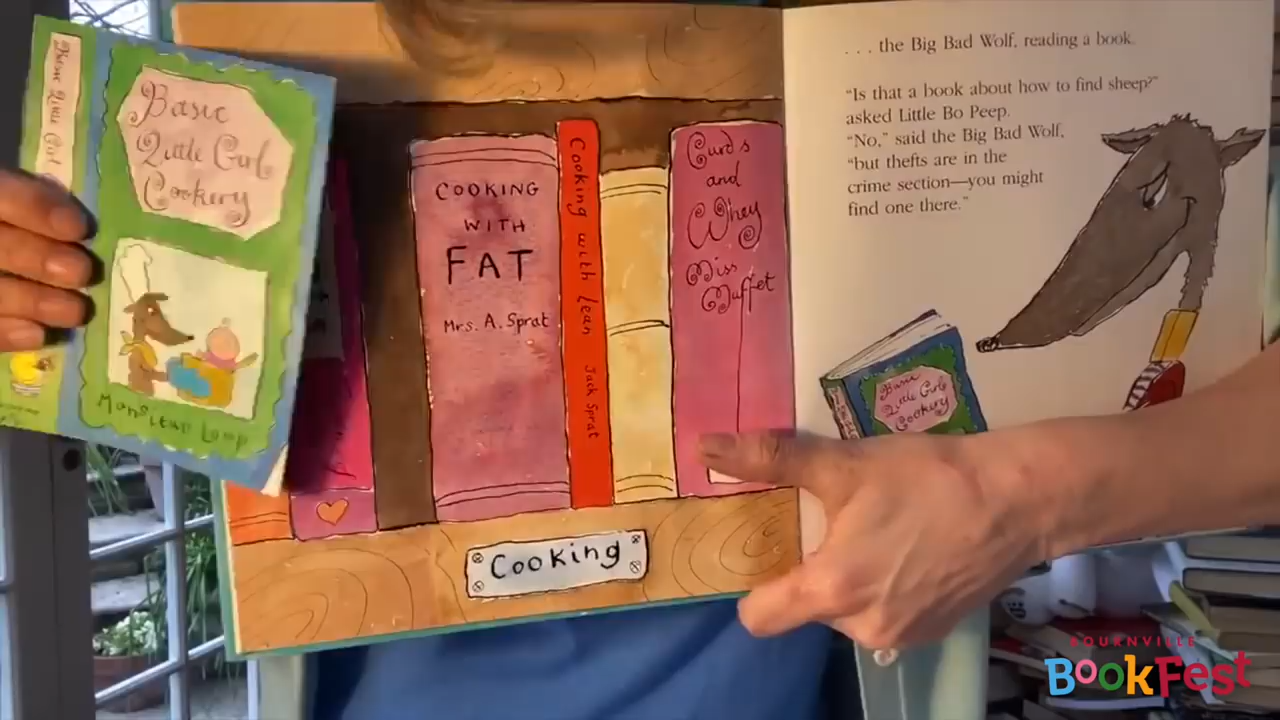 Basic
Little Girls
Cookery
Monsieur Loup
COOKING
WITH
FAT
Mrs. A. Sprat
Cooking with lean Jack Sprat
Curds
and
Whey
Miss
Muffet
Cooking
. . . the Big Bad Wolf, reading a book.
“Is that a book about how to find sheep?”
asked Little Bo Peep.
“No,” said the Big Bad Wolf,
“but thefts are in the
crime section—you might
find one there.”
Basic
Little Girls
Cookery
BOURNVILLE
BookFest